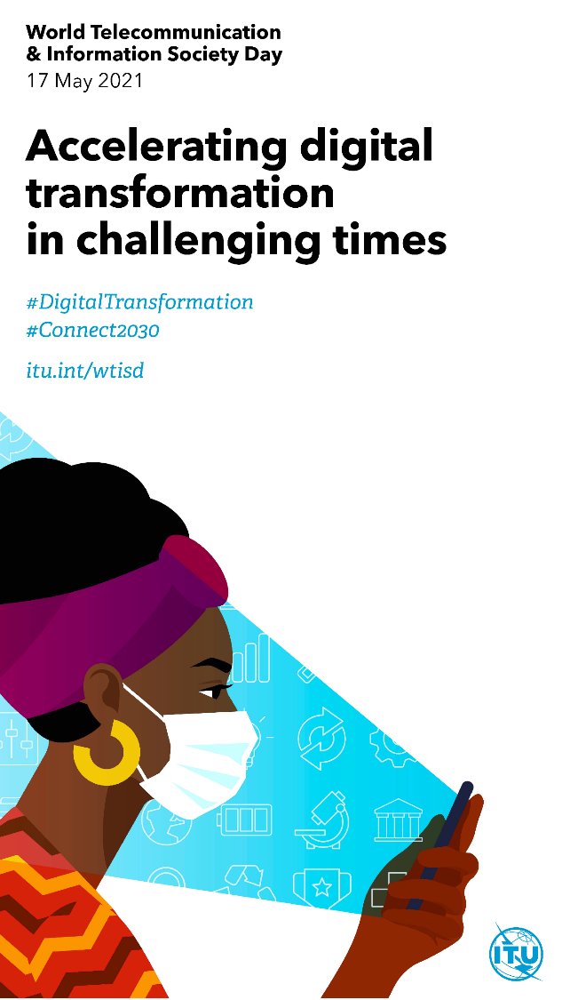 World Telecommunication
& Information Society Day
17 May 2021
Accelerating digital
transformation
in challenging times
#DigitalTransformation
#Connect2030
itu.int/wtisd
ITU